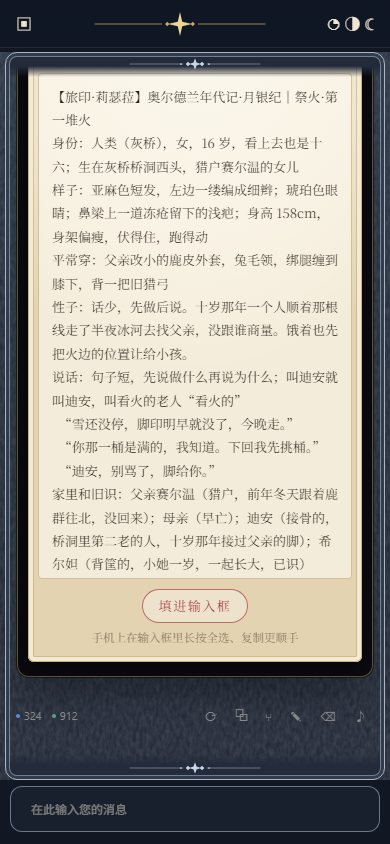 【旅印·莉瑟菈】奥尔德兰年代记·月银纪｜祭火·第
一堆火
身份：人类（灰桥），女，16 岁，看上去也是十
六；生在灰桥桥洞西头，猎户赛尔温的女儿
样子：亚麻色短发，左边一缕编成细辫；琥珀色眼
睛；鼻梁上一道冻疮留下的浅疤；身高 158cm，
身架偏瘦，伏得住，跑得动
平常穿：父亲改小的鹿皮外套，兔毛领，绑腿缠到
膝下，背一把旧猎弓
性子：话少，先做后说。十岁那年一个人顺着那根
线走了半夜冰河去找父亲，没跟谁商量。饿着也先
把火边的位置让给小孩。
说话：句子短，先说做什么再说为什么；叫迪安就
叫迪安，叫看火的老人“看火的”
“雪还没停，脚印明早就没了，今晚走。”
“你那一桶是满的，我知道。下回我先挑桶。”
“迪安，别骂了，脚给你。”
家里和旧识：父亲赛尔温（猎户，前年冬天跟着鹿
群往北，没回来）；母亲（早亡）；迪安（接骨的，
桥洞里第二老的人，十岁那年接过父亲的脚）；希
尔妲（背筐的，小她一岁，一起长大，已识）
填进输入框
手机上在输入框里长按全选、复制更顺手
324 912
在此输入您的消息